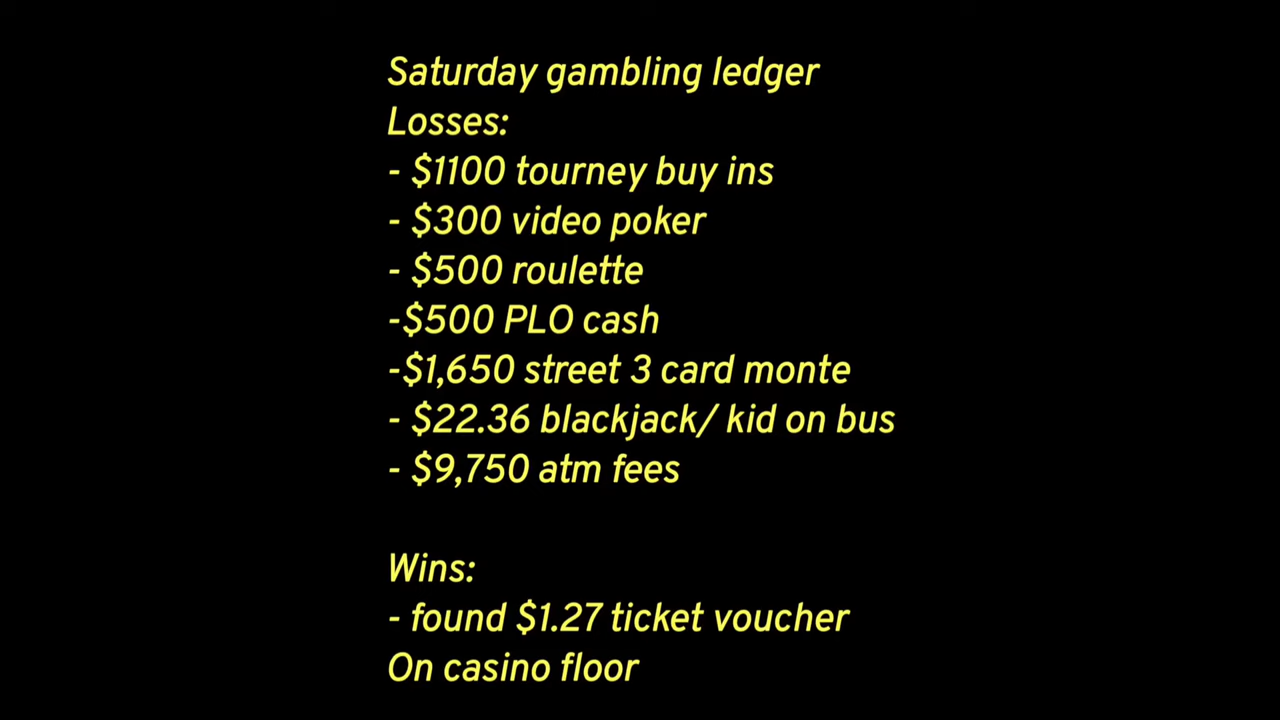 Saturday gambling ledger
Losses:
- $1100 tourney buy ins
- $300 video poker
- $500 roulette
-$500 PLO cash
-$1,650 street 3 card monte
- $22.36 blackjack/ kid on bus
- $9,750 atm fees
Wins:
- found $1.27 ticket voucher
On casino floor